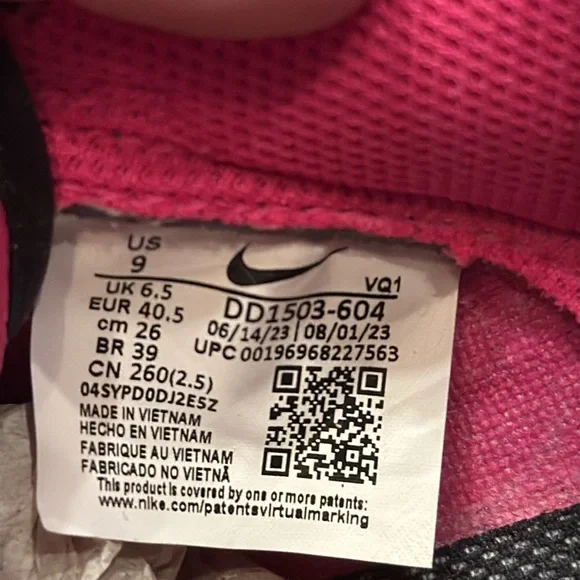 US
9
VQ1
UK 6.5
DD1503-604
EUR 40.5
06/14/23 | 08/01/23
cm 26
UPC 00196968227563
BR 39
CN 260(2.5)
04SYPD0DJ2E5Z
MADE IN VIETNAM
HECHO EN VIETNAM
FABRIQUE AU VIETNAM
FABRICADO NO VIETNÃ
This product is covered by one or more patents:
www.nike.com/patentsvirtualmarking